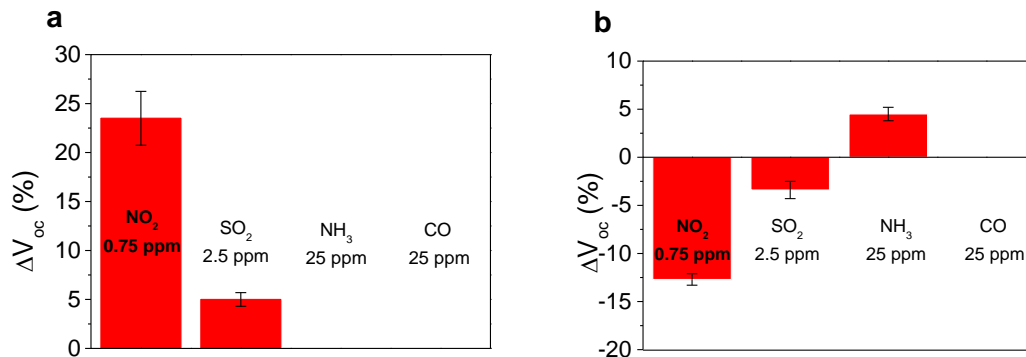 a
30
25
20
15
10
5
0
ΔV_oc (%)
NO₂
0.75 ppm
SO₂
2.5 ppm
NH₃
25 ppm
CO
25 ppm
b
10
5
0
-5
-10
-15
-20
ΔV_oc (%)
NO₂
0.75 ppm
SO₂
2.5 ppm
NH₃
25 ppm
CO
25 ppm